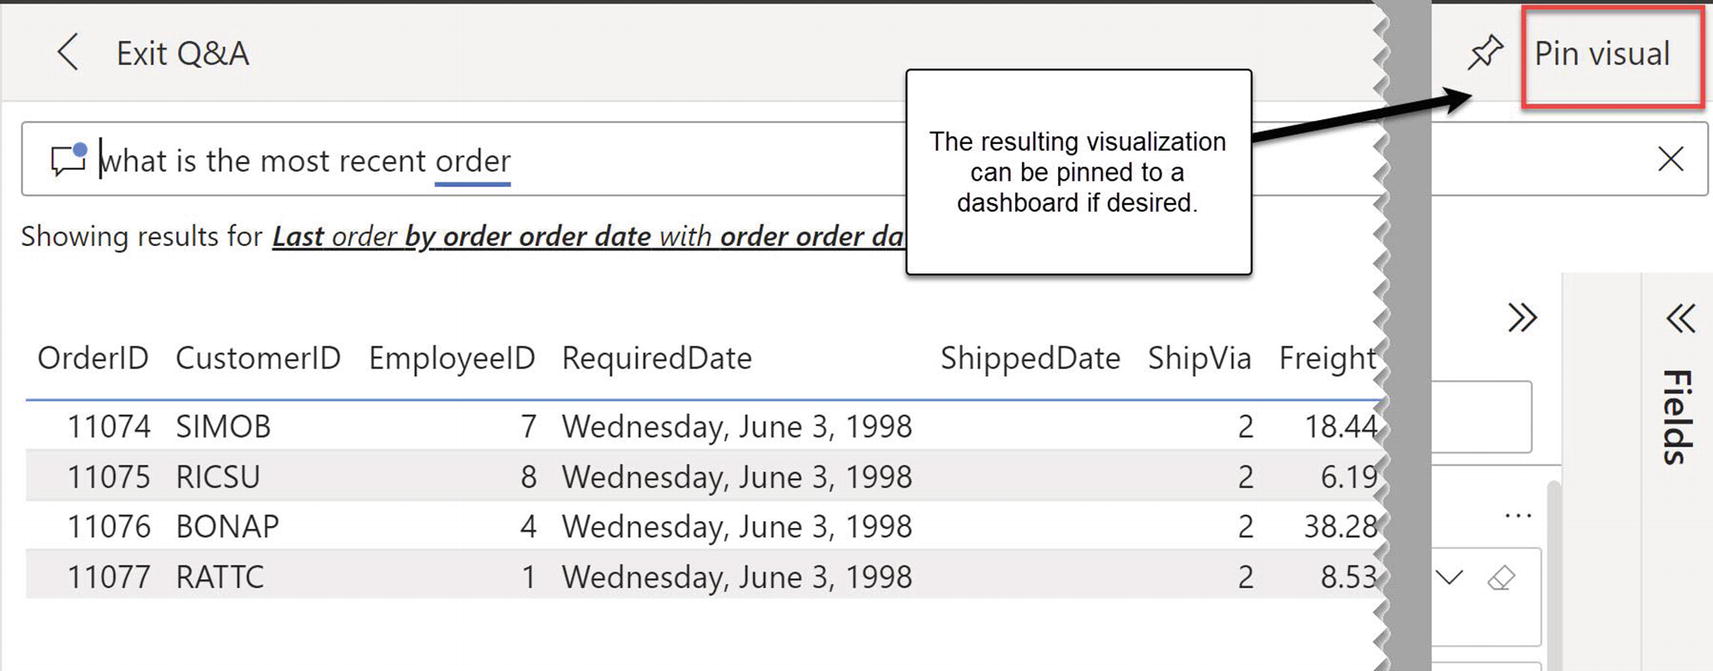 Exit Q&A
Pin visual
The resulting visualization
can be pinned to a
dashboard if desired.
what is the most recent order
Showing results for Last order by order order date with order order da
OrderID CustomerID EmployeeID RequiredDate ShippedDate ShipVia Freight
11074 SIMOB 7 Wednesday, June 3, 1998 2 18.44
11075 RICSU 8 Wednesday, June 3, 1998 2 6.19
11076 BONAP 4 Wednesday, June 3, 1998 2 38.28
11077 RATTC 1 Wednesday, June 3, 1998 2 8.53
Fields